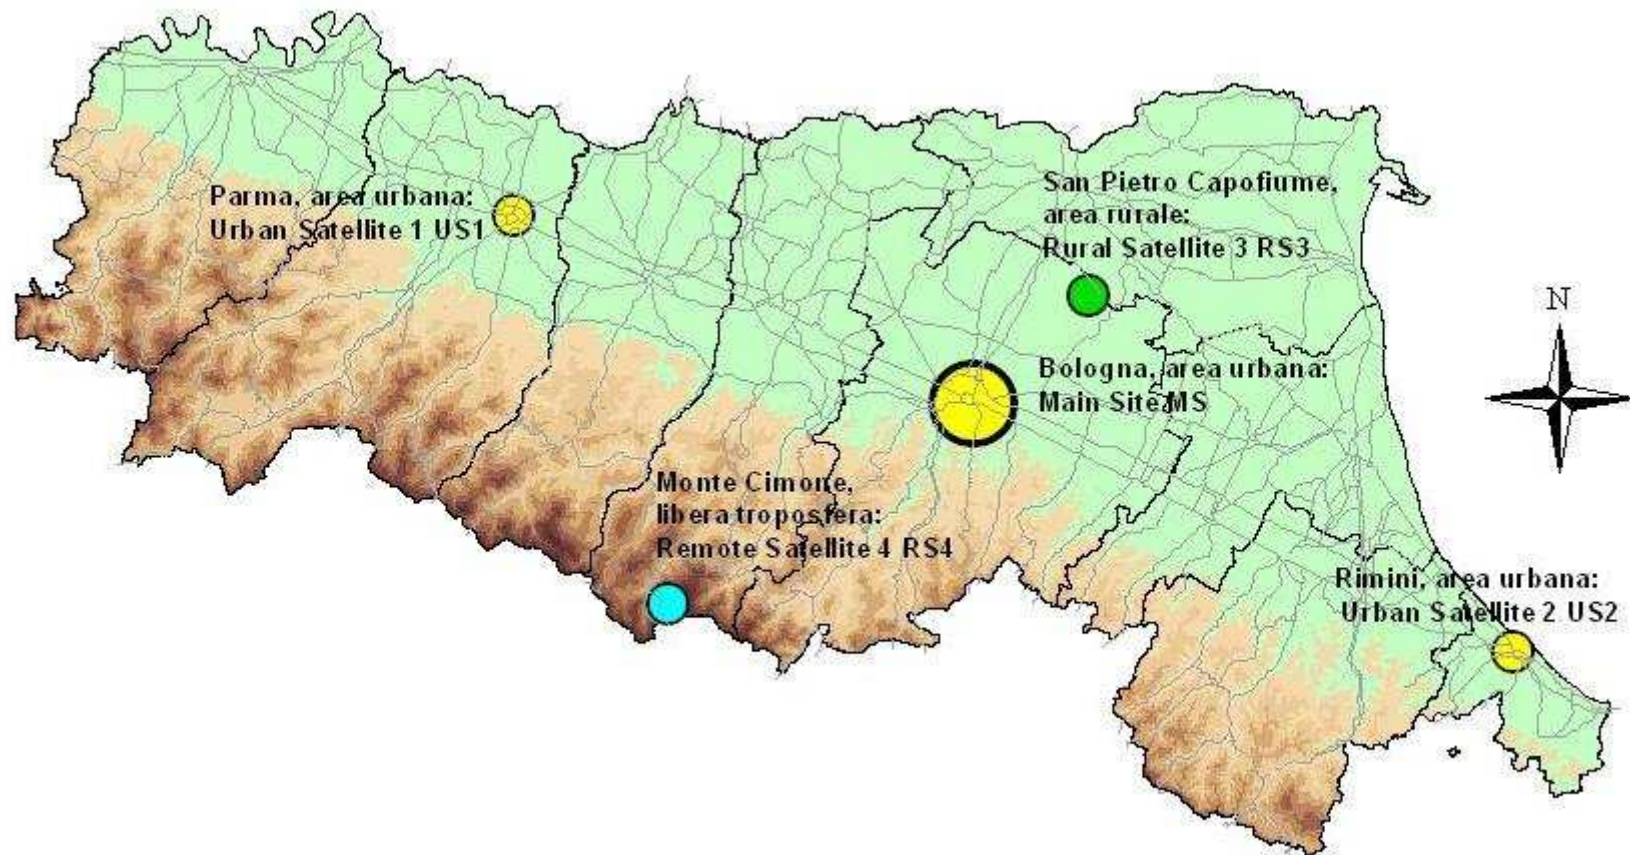 Parma, area urbana:
Urban Satellite 1 US1
San Pietro Capofiume,
area rurale:
Rural Satellite 3 RS3
N
Bologna, area urbana:
Main Site MS
Monte Cimone,
libera troposfera:
Remote Satellite 4 RS4
Rimini, area urbana:
Urban Satellite 2 US2